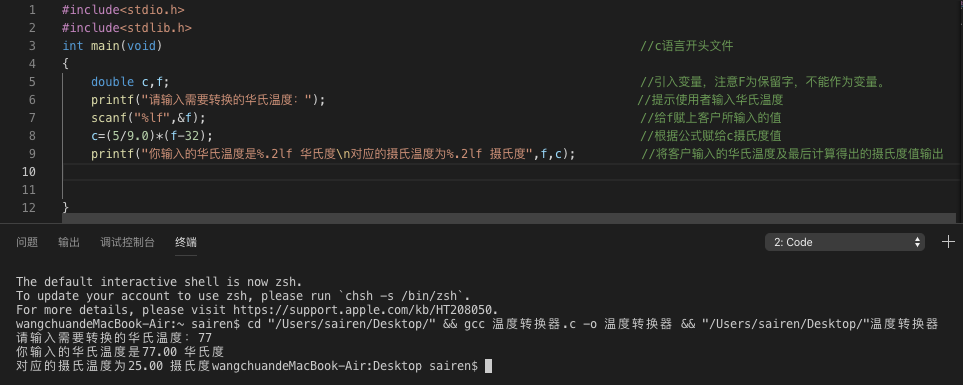 1 #include<stdio.h>
2 #include<stdlib.h>
3 int main(void) //c语言开头文件
4 {
5 double c,f; //引入变量，注意F为保留字，不能作为变量。
6 printf("请输入需要转换的华氏温度："); //提示使用者输入华氏温度
7 scanf("%lf",&f); //给f赋上客户所输入的值
8 c=(5/9.0)*(f-32); //根据公式赋给c摄氏度值
9 printf("你输入的华氏温度是%.2lf 华氏度\n对应的摄氏温度为%.2lf 摄氏度",f,c); //将客户输入的华氏温度及最后计算得出的摄氏度值输出
10
11
12 }
问题 输出 调试控制台 终端 2: Code
The default interactive shell is now zsh.
To update your account to use zsh, please run `chsh -s /bin/zsh`.
For more details, please visit https://support.apple.com/kb/HT208050.
wangchuandeMacBook-Air:~ sairen$ cd "/Users/sairen/Desktop/" && gcc 温度转换器.c -o 温度转换器 && "/Users/sairen/Desktop/"温度转换器
请输入需要转换的华氏温度：77
你输入的华氏温度是77.00 华氏度
对应的摄氏温度为25.00 摄氏度wangchuandeMacBook-Air:Desktop sairen$